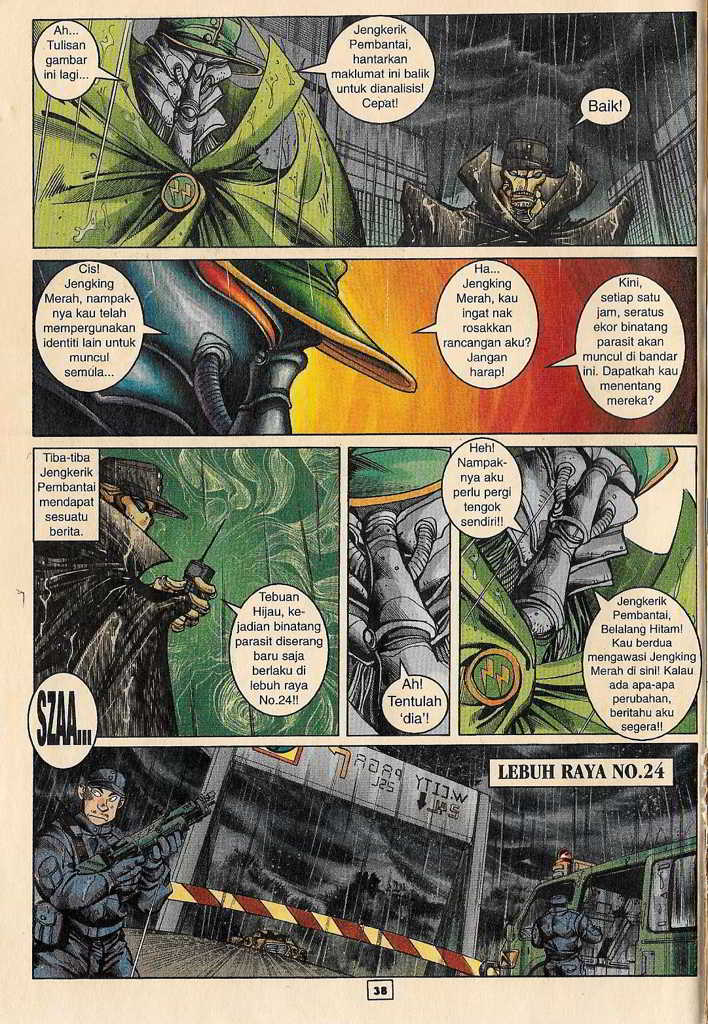 Ah...
Tulisan
gambar
ini lagi...
Jengkerik
Pembantai,
hantarkan
maklumat ini balik
untuk dianalisis!
Cepat!
Baik!
Cis!
Jengking
Merah, nampak-
nya kau telah
mempergunakan
identiti lain untuk
muncul
semula...
Ha...
Jengking
Merah, kau
ingat nak
rosakkan
rancangan aku?
Jangan
harap!
Kini,
setiap satu
jam, seratus
ekor binatang
parasit akan
muncul di bandar
ini. Dapatkah kau
menentang
mereka?
Tiba-tiba
Jengkerik
Pembantai
mendapat
sesuatu
berita.
Tebuan
Hijau, ke-
jadian binatang
parasit diserang
baru saja
berlaku di
lebuh raya
No.24!!
Ah!
Tentulah
'dia'!
Heh!
Nampak-
nya aku
perlu pergi
tengok
sendiri!!
Jengkerik
Pembantai,
Belalang Hitam!
Kau berdua
mengawasi Jengking
Merah di sini! Kalau
ada apa-apa
perubahan,
beritahu aku
segera!!
SZAA...
LEBUH RAYA NO.24
38